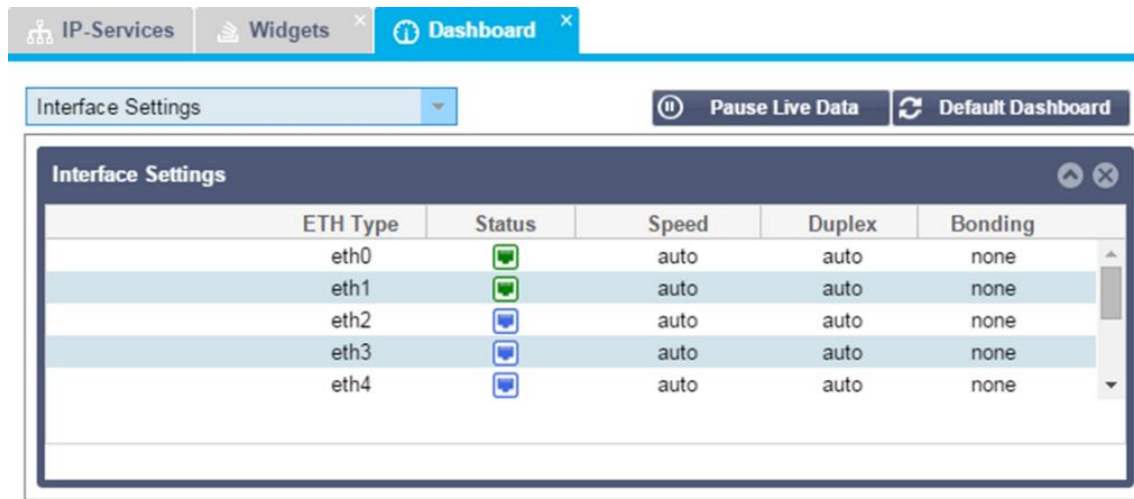 IP-Services Widgets Dashboard
Interface Settings Pause Live Data Default Dashboard
Interface Settings
ETH Type Status Speed Duplex Bonding
eth0 auto auto none
eth1 auto auto none
eth2 auto auto none
eth3 auto auto none
eth4 auto auto none